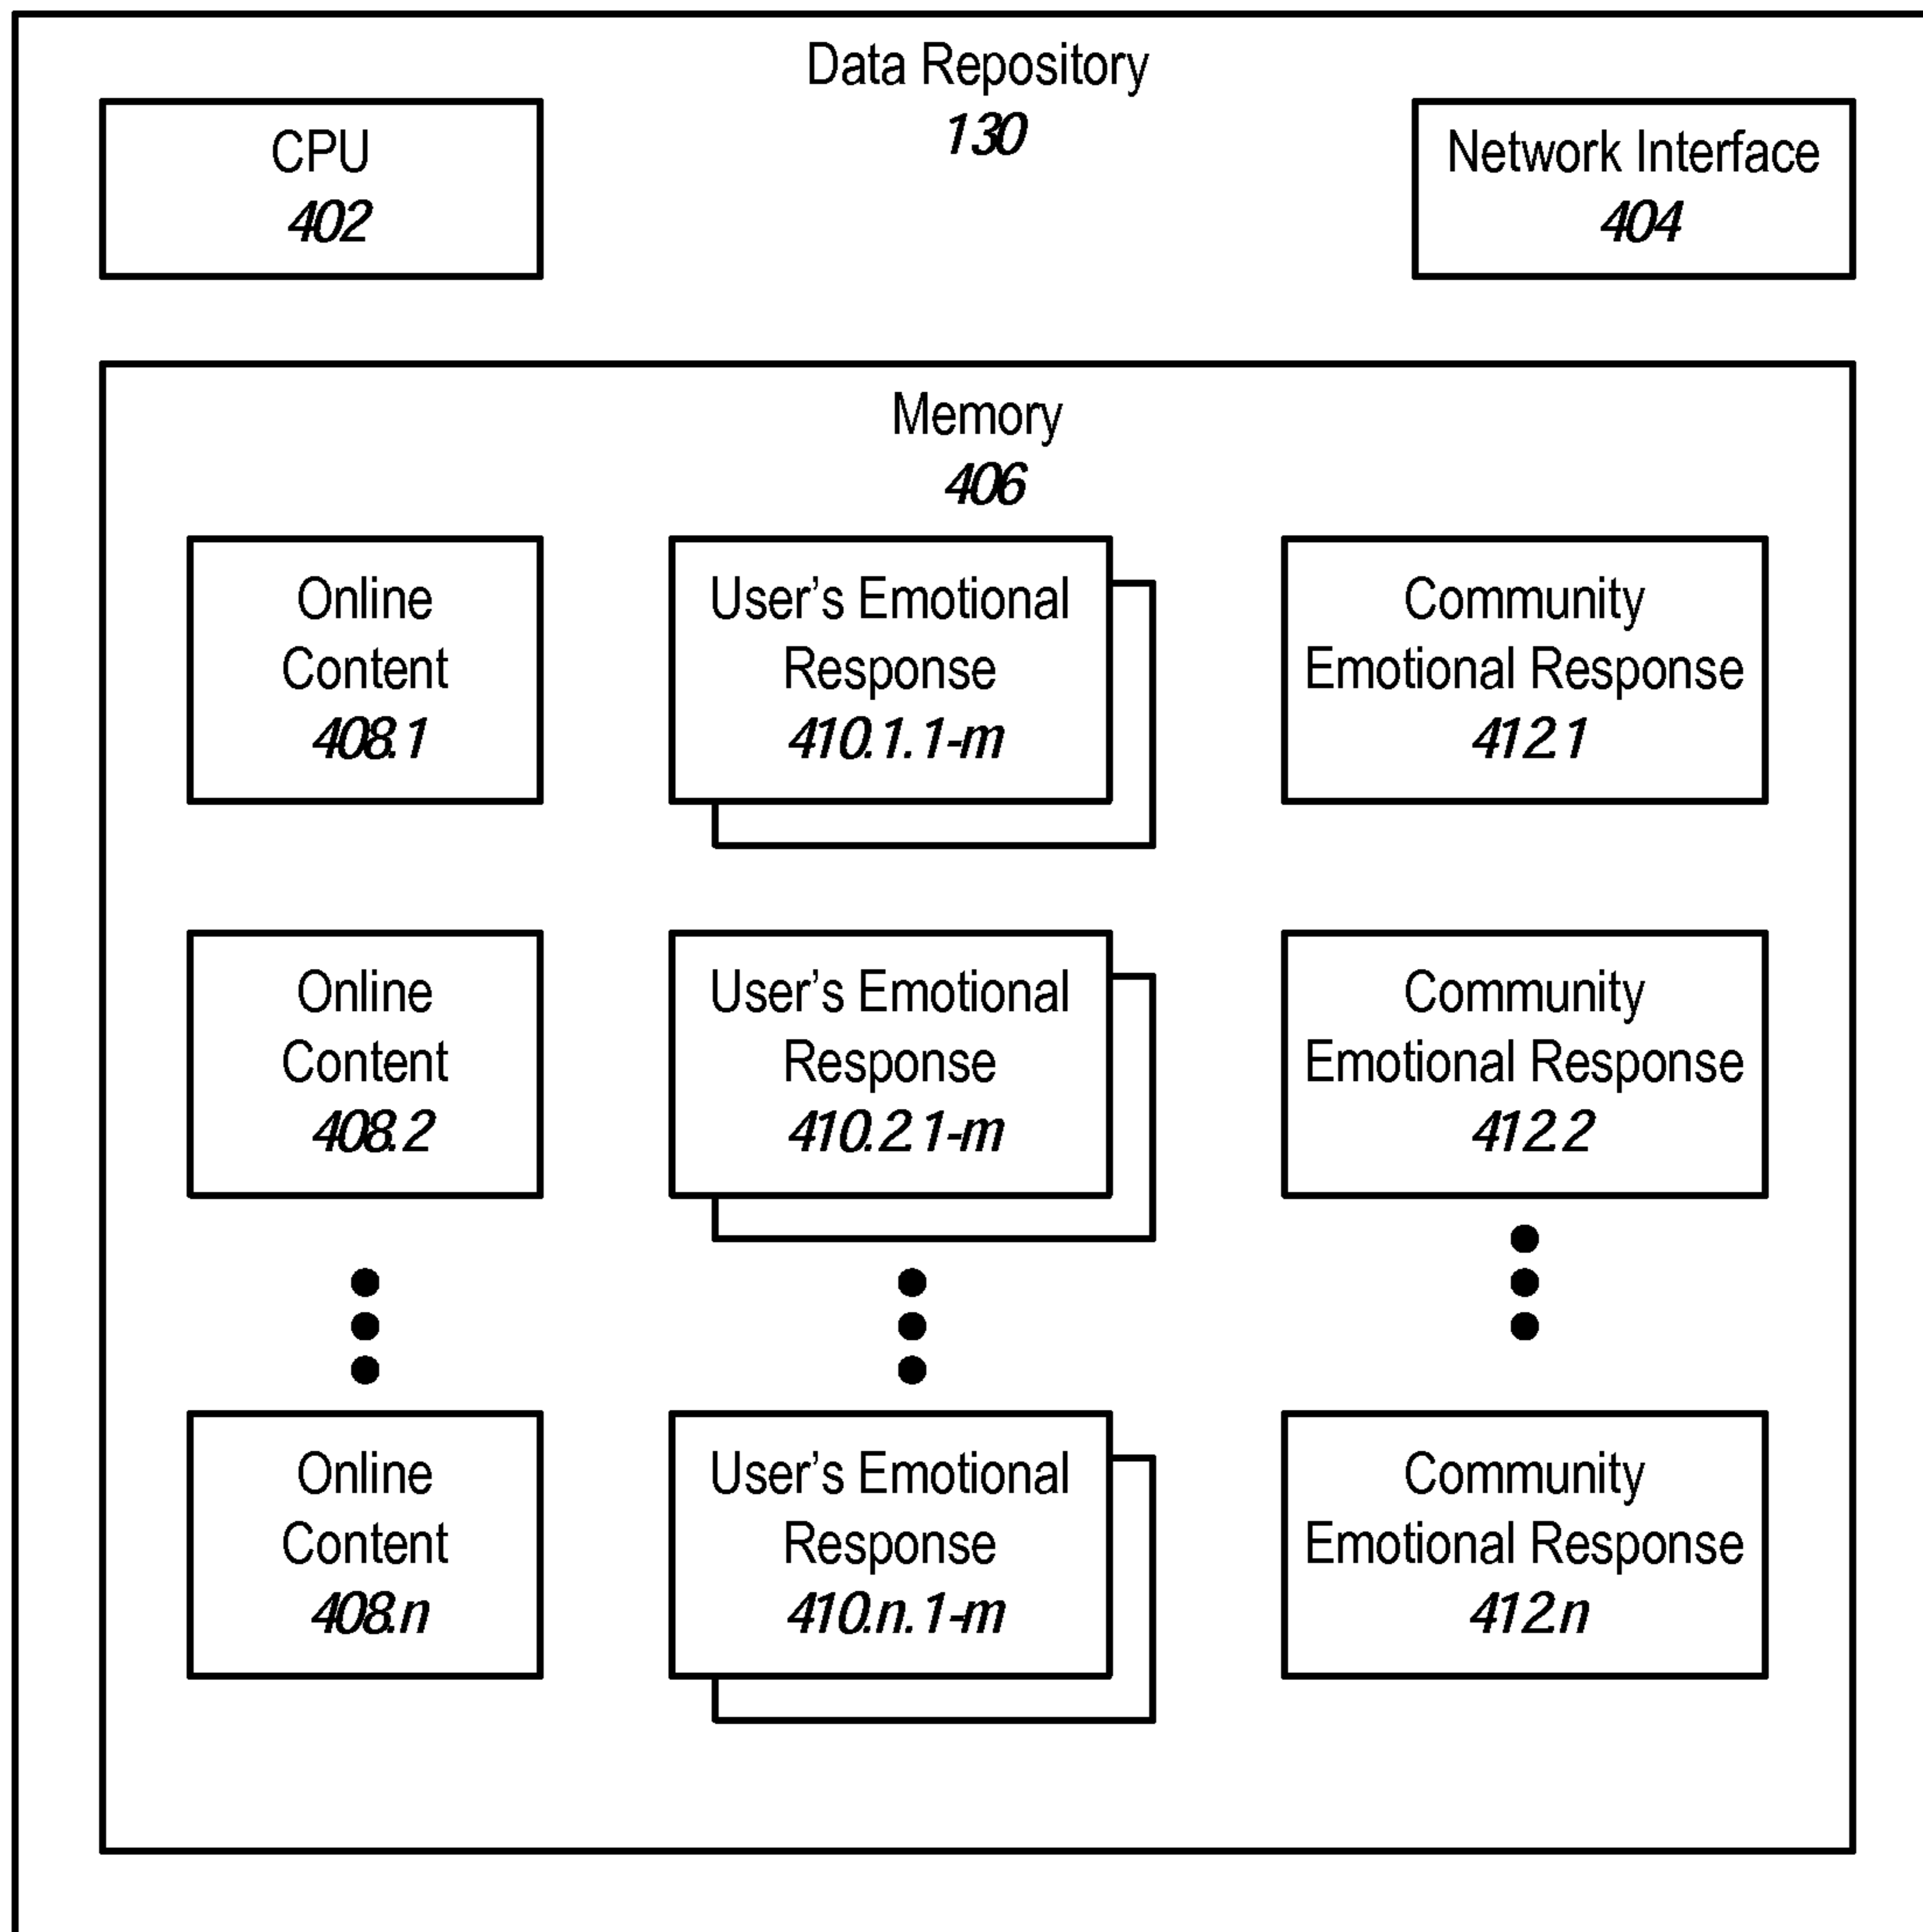 Data Repository
130
CPU
402
Network Interface
404
Memory
406
Online
Content
408.1
User's Emotional
Response
410.1.1-m
Community
Emotional Response
412.1
Online
Content
408.2
User's Emotional
Response
410.2.1-m
Community
Emotional Response
412.2
Online
Content
408.n
User's Emotional
Response
410.n.1-m
Community
Emotional Response
412.n